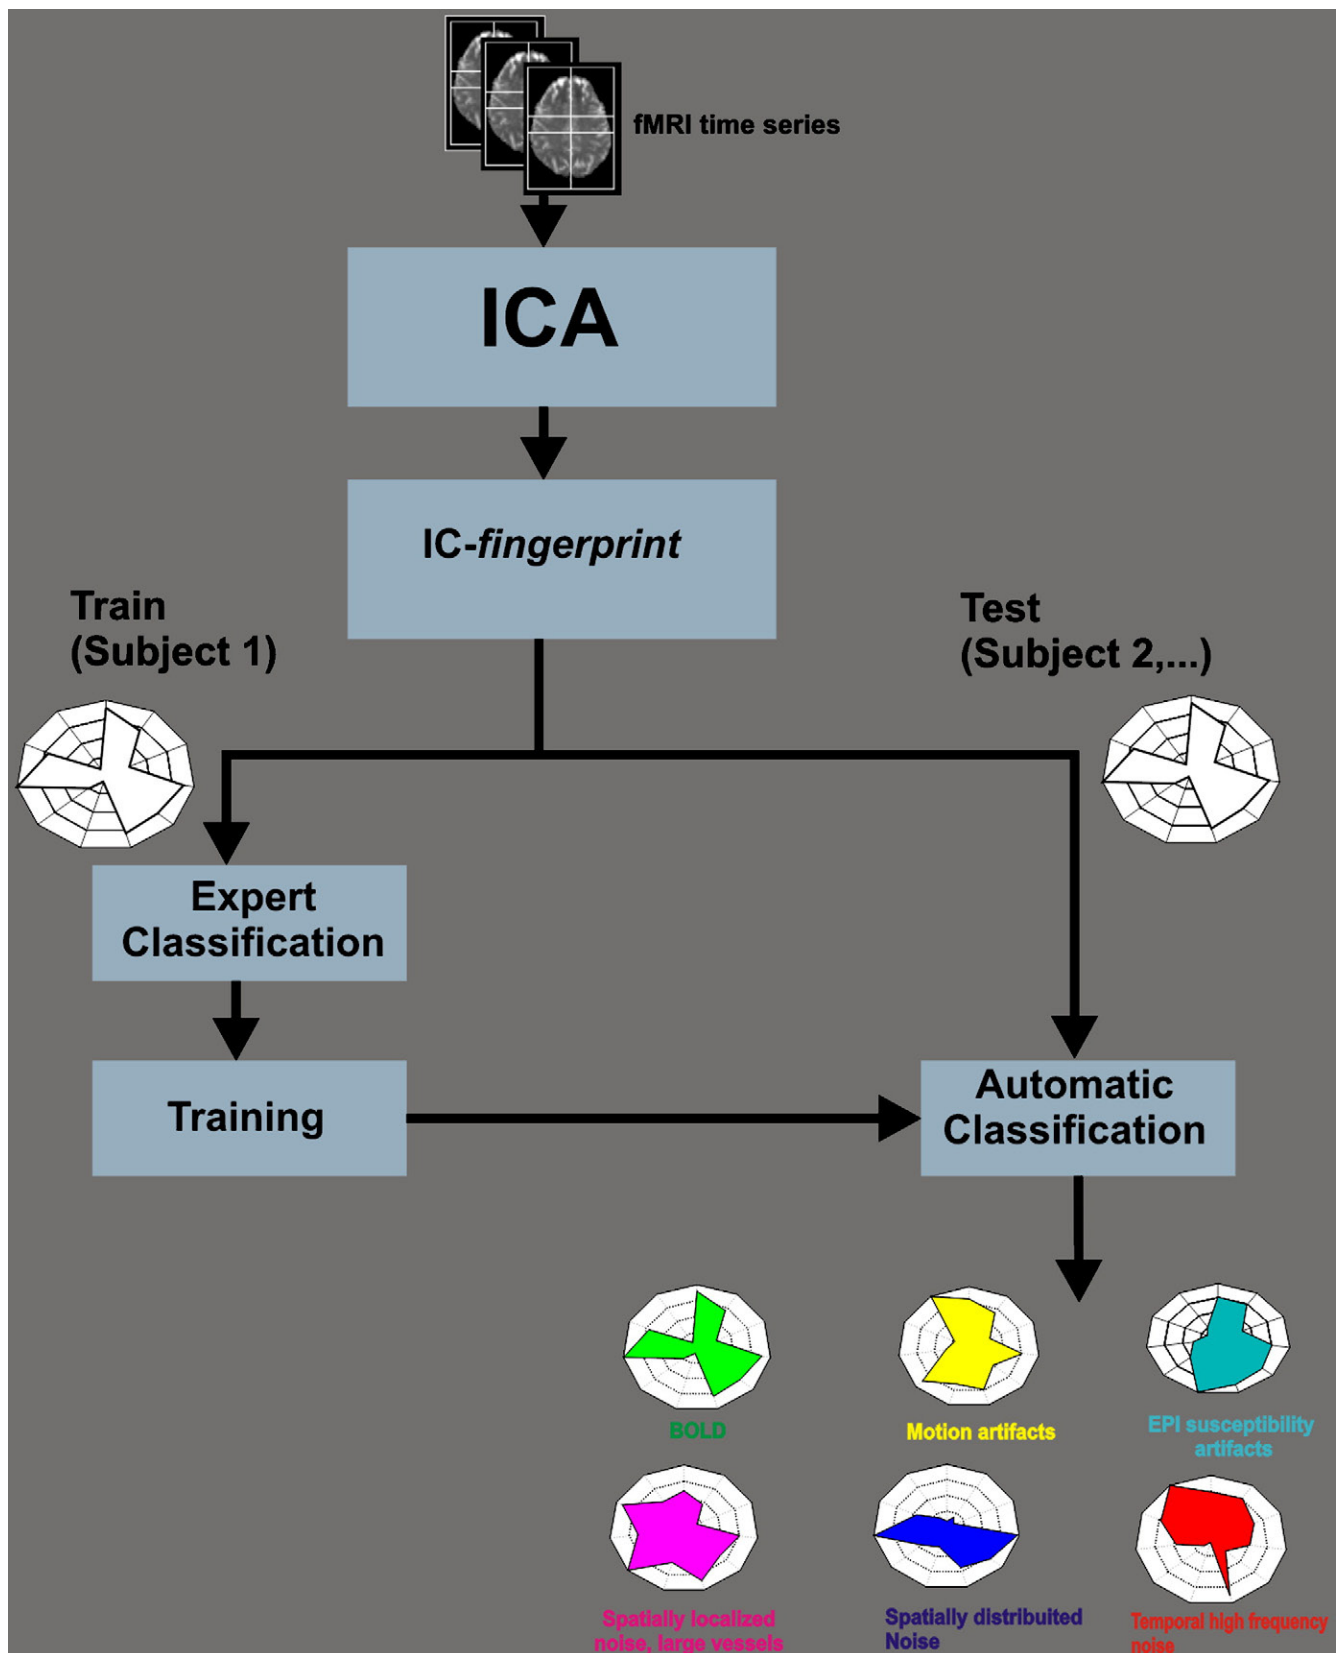 fMRI time series
ICA
IC-fingerprint
Train
(Subject 1)
Test
(Subject 2,...)
Expert
Classification
Training
Automatic
Classification
BOLD
Motion artifacts
EPI susceptibility
artifacts
Spatially localized
noise, large vessels
Spatially distribuited
Noise
Temporal high frequency
noise